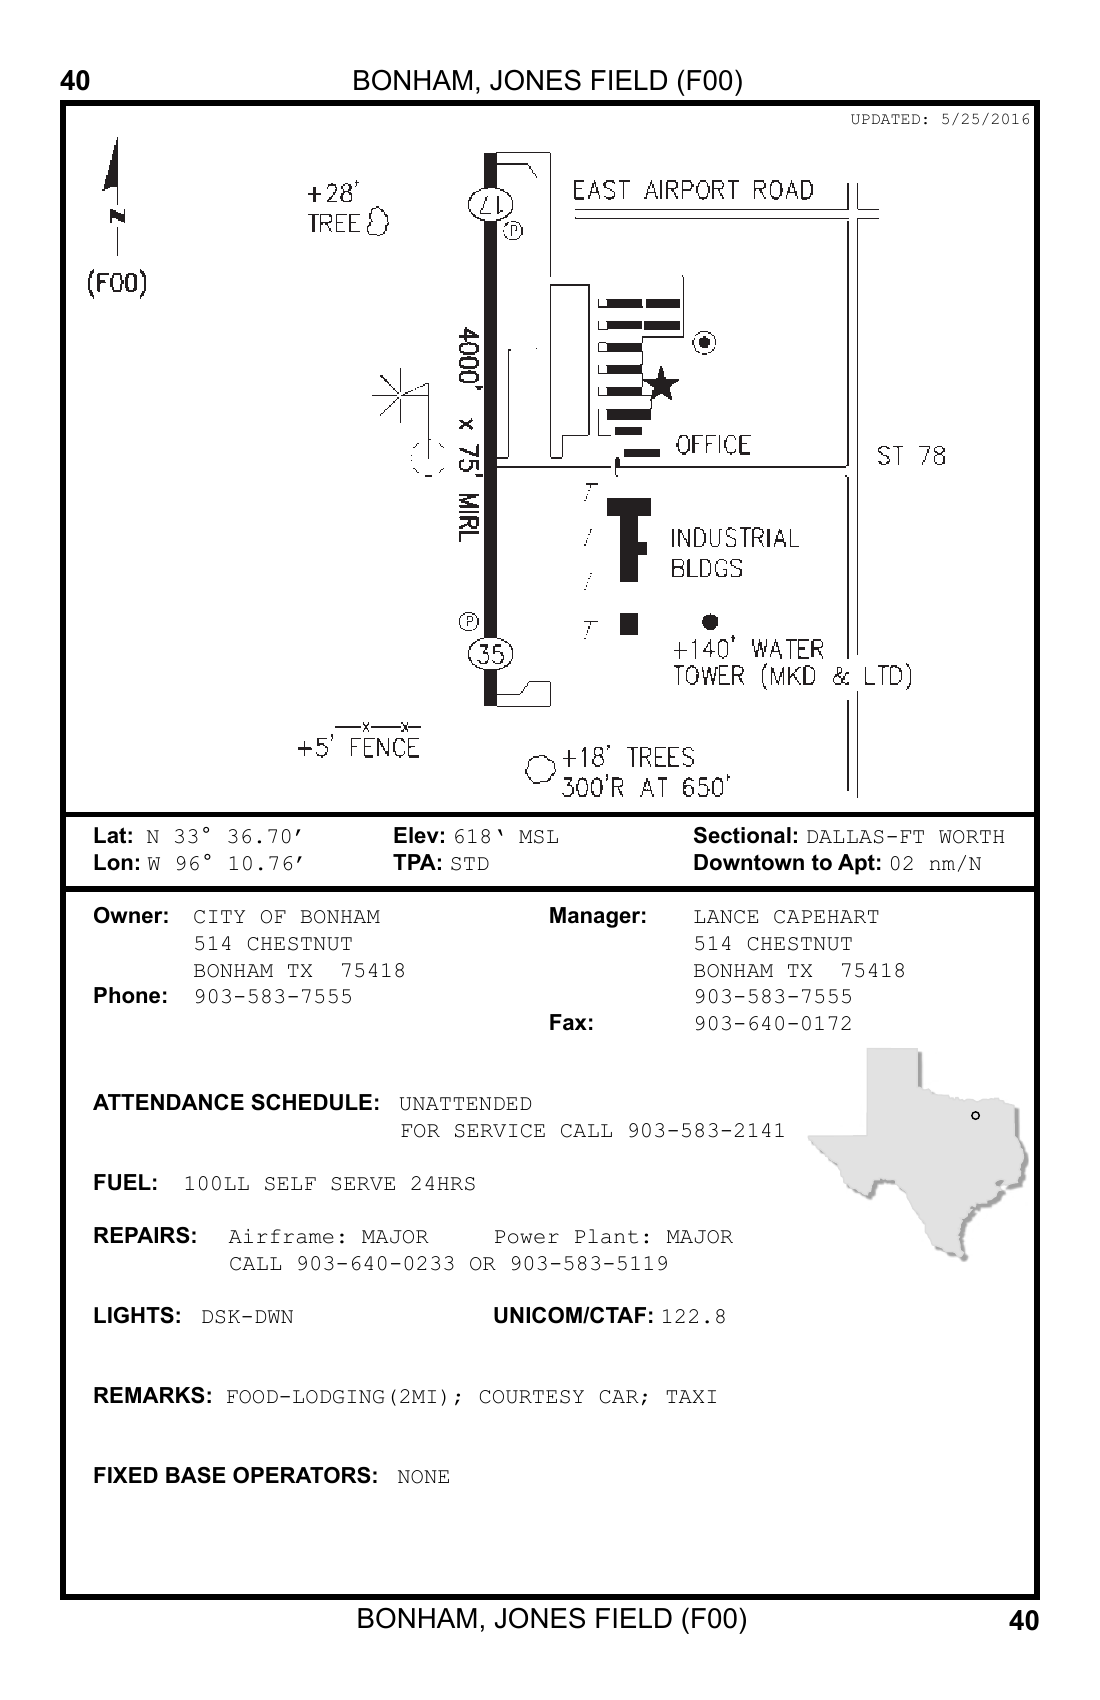 40 BONHAM, JONES FIELD (F00)
UPDATED: 5/25/2016
N
(F00)
+28'
TREE
17
P
EAST AIRPORT ROAD
4000' x 75' MIRL
OFFICE
ST 78
INDUSTRIAL
BLDGS
P
35
+140' WATER
TOWER (MKD & LTD)
+5' FENCE
x x
+18' TREES
300'R AT 650'
Lat: N 33° 36.70′ Elev: 618‘ MSL Sectional: DALLAS-FT WORTH
Lon: W 96° 10.76′ TPA: STD Downtown to Apt: 02 nm/N
Owner: CITY OF BONHAM Manager: LANCE CAPEHART
514 CHESTNUT 514 CHESTNUT
BONHAM TX 75418 BONHAM TX 75418
Phone: 903-583-7555 903-583-7555
Fax: 903-640-0172
ATTENDANCE SCHEDULE: UNATTENDED
FOR SERVICE CALL 903-583-2141
FUEL: 100LL SELF SERVE 24HRS
REPAIRS: Airframe: MAJOR Power Plant: MAJOR
CALL 903-640-0233 OR 903-583-5119
LIGHTS: DSK-DWN UNICOM/CTAF: 122.8
REMARKS: FOOD-LODGING(2MI); COURTESY CAR; TAXI
FIXED BASE OPERATORS: NONE
BONHAM, JONES FIELD (F00) 40